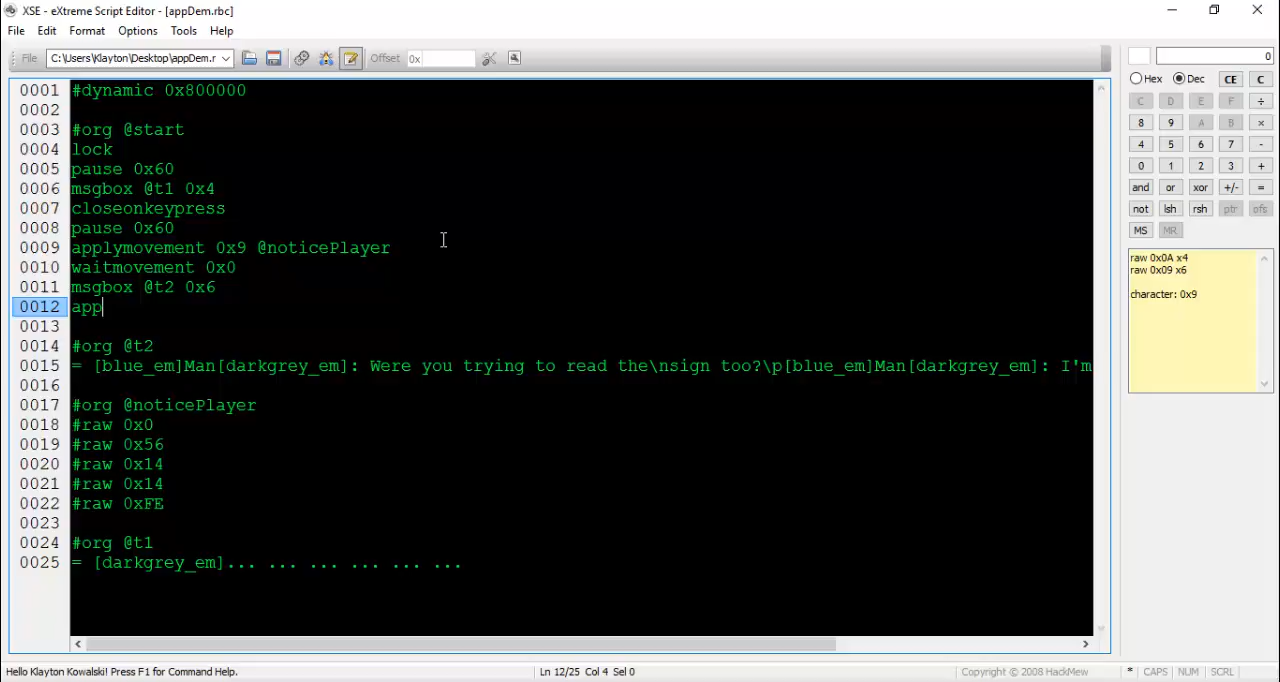 XSE - eXtreme Script Editor - [appDem.rbc]
File Edit Format Options Tools Help
File C:\Users\Klayton\Desktop\appDem.r Offset 0x
0
Hex Dec CE C
C D E F ÷
8 9 A B ×
4 5 6 7 -
0 1 2 3 +
and or xor +/- =
not lsh rsh ptr ofs
MS MR
raw 0x0A x4
raw 0x09 x6
character: 0x9
0001 #dynamic 0x800000
0002
0003 #org @start
0004 lock
0005 pause 0x60
0006 msgbox @t1 0x4
0007 closeonkeypress
0008 pause 0x60
0009 applymovement 0x9 @noticePlayer
0010 waitmovement 0x0
0011 msgbox @t2 0x6
0012 app
0013
0014 #org @t2
0015 = [blue_em]Man[darkgrey_em]: Were you trying to read the\nsign too?\p[blue_em]Man[darkgrey_em]: I'm
0016
0017 #org @noticePlayer
0018 #raw 0x0
0019 #raw 0x56
0020 #raw 0x14
0021 #raw 0x14
0022 #raw 0xFE
0023
0024 #org @t1
0025 = [darkgrey_em]... ... ... ... ... ...
Hello Klayton Kowalski! Press F1 for Command Help. Ln 12/25 Col 4 Sel 0 Copyright © 2008 HackMew * CAPS NUM SCRL